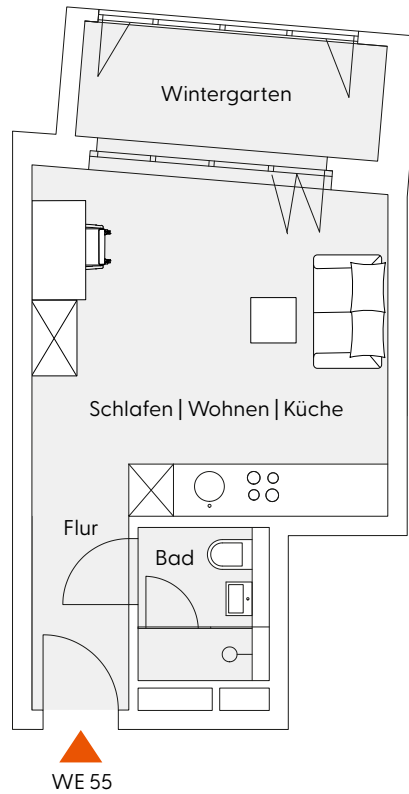 Wintergarten
Schlafen | Wohnen | Küche
Flur
Bad
WE 55